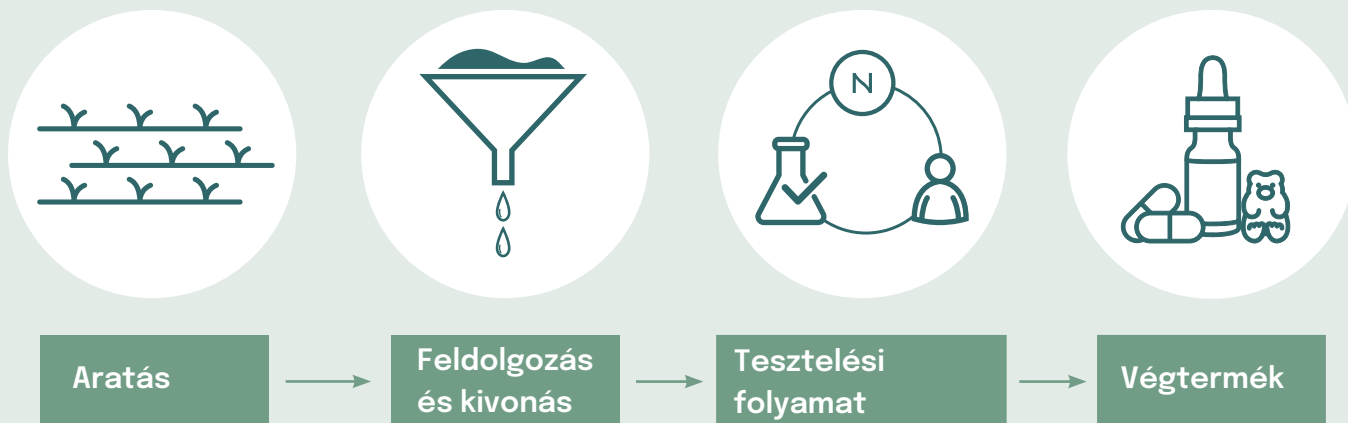 N
Aratás
Feldolgozás
és kivonás
Tesztelési
folyamat
Végtermék